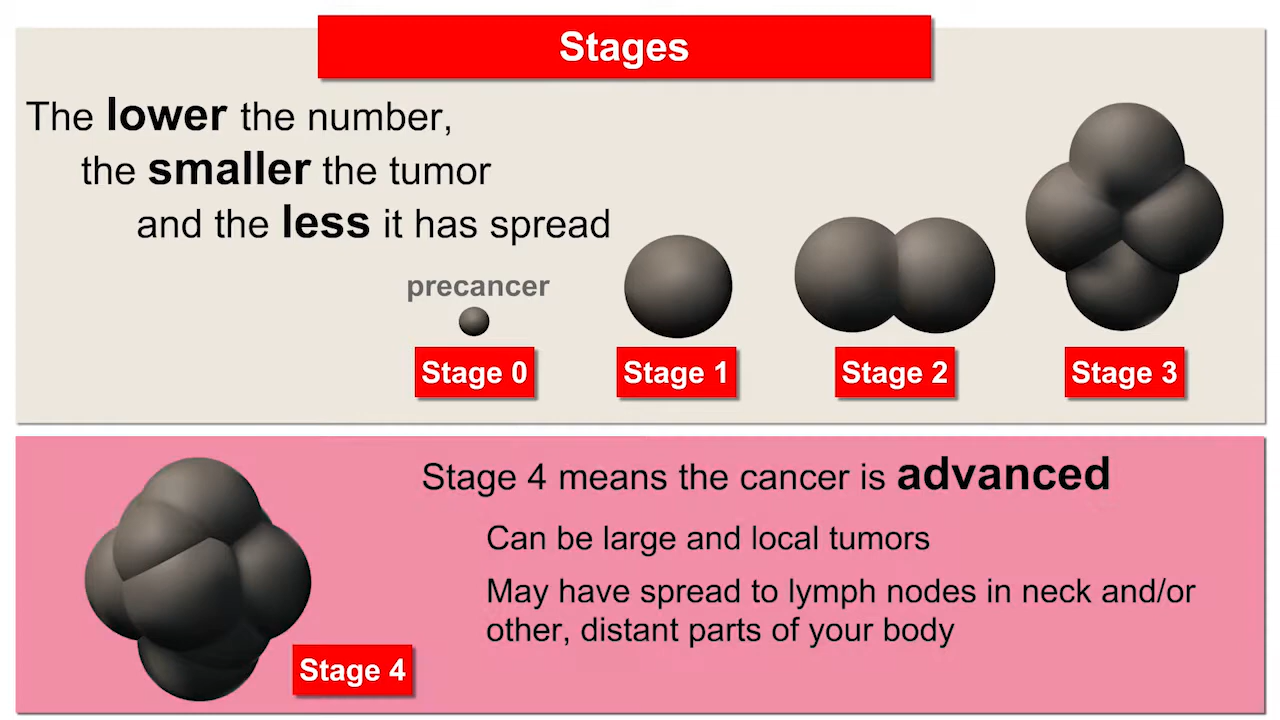 Stages
The lower the number,
the smaller the tumor
and the less it has spread
precancer
Stage 0
Stage 1
Stage 2
Stage 3
Stage 4 means the cancer is advanced
Can be large and local tumors
May have spread to lymph nodes in neck and/or
other, distant parts of your body
Stage 4